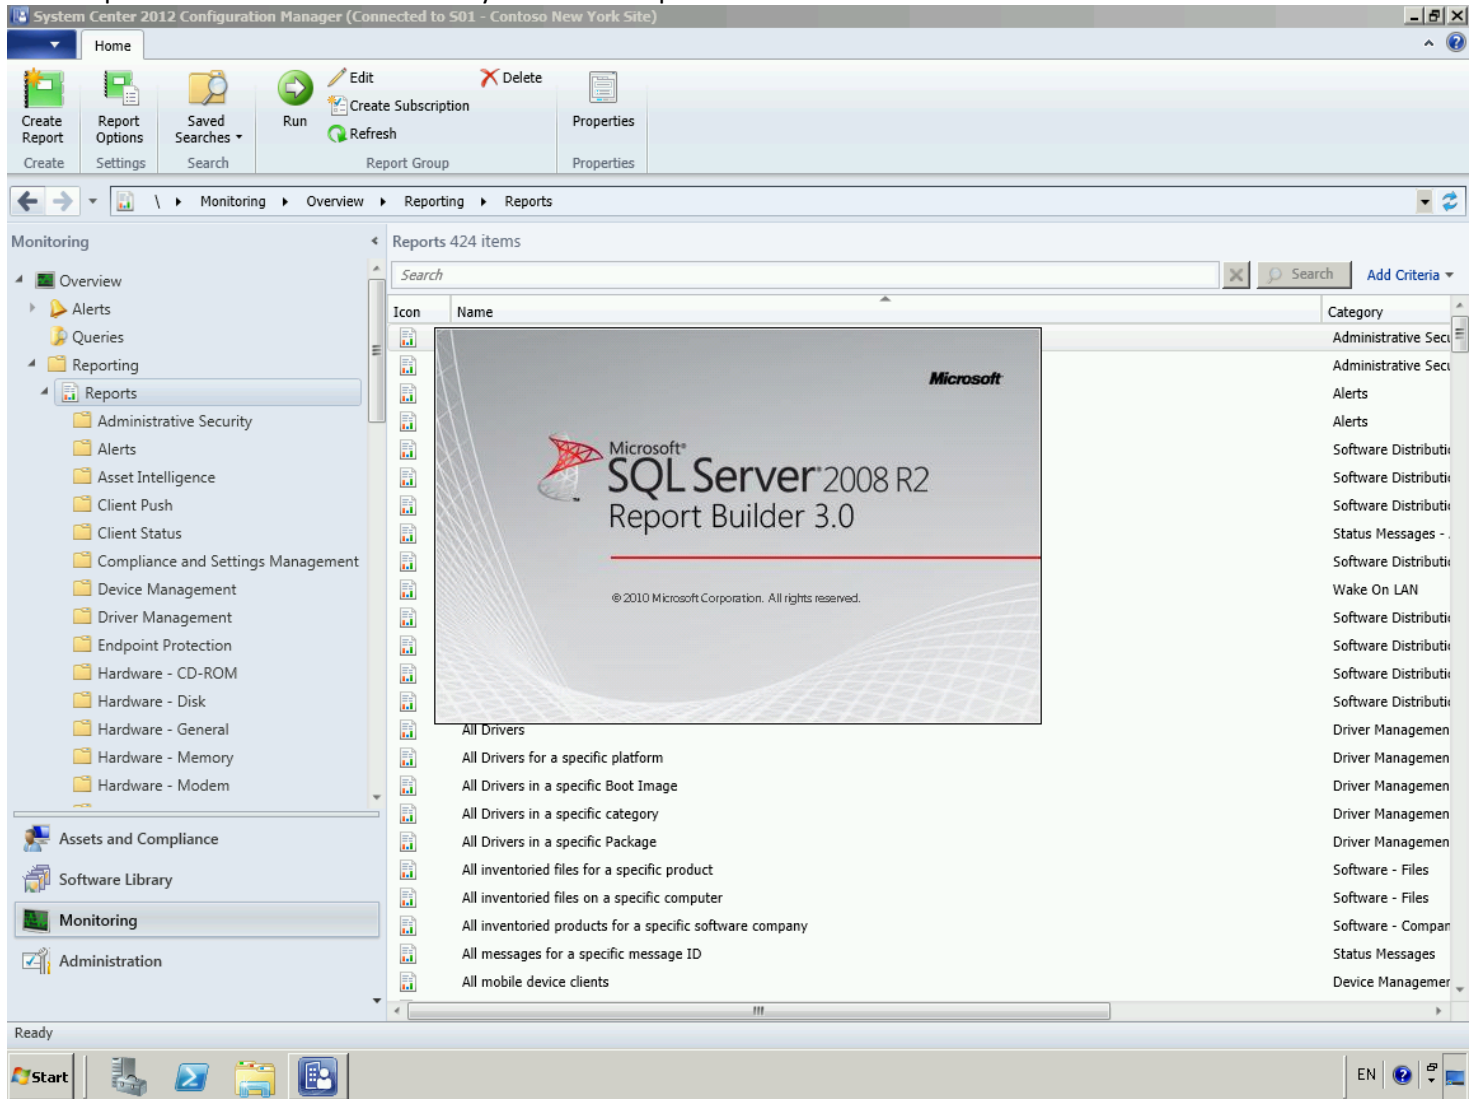 System Center 2012 Configuration Manager (Connected to S01 - Contoso New York Site)
Home
Create Report
Report Options
Saved Searches
Run
Edit
Create Subscription
Refresh
Delete
Properties
Create
Settings
Search
Report Group
Properties
\ Monitoring Overview Reporting Reports
Monitoring
Overview
Alerts
Queries
Reporting
Reports
Administrative Security
Alerts
Asset Intelligence
Client Push
Client Status
Compliance and Settings Management
Device Management
Driver Management
Endpoint Protection
Hardware - CD-ROM
Hardware - Disk
Hardware - General
Hardware - Memory
Hardware - Modem
Assets and Compliance
Software Library
Monitoring
Administration
Reports 424 items
Search
Search
Add Criteria
Icon Name Category
Administrative Secu
Administrative Secu
Alerts
Alerts
Software Distributi
Software Distributi
Software Distributi
Status Messages -
Software Distributi
Wake On LAN
Software Distributi
Software Distributi
Software Distributi
Software Distributi
Microsoft
Microsoft®
SQL Server® 2008 R2
Report Builder 3.0
© 2010 Microsoft Corporation. All rights reserved.
All Drivers Driver Managemen
All Drivers for a specific platform Driver Managemen
All Drivers in a specific Boot Image Driver Managemen
All Drivers in a specific category Driver Managemen
All Drivers in a specific Package Driver Managemen
All inventoried files for a specific product Software - Files
All inventoried files on a specific computer Software - Files
All inventoried products for a specific software company Software - Compan
All messages for a specific message ID Status Messages
All mobile device clients Device Managemen
Ready
Start
EN